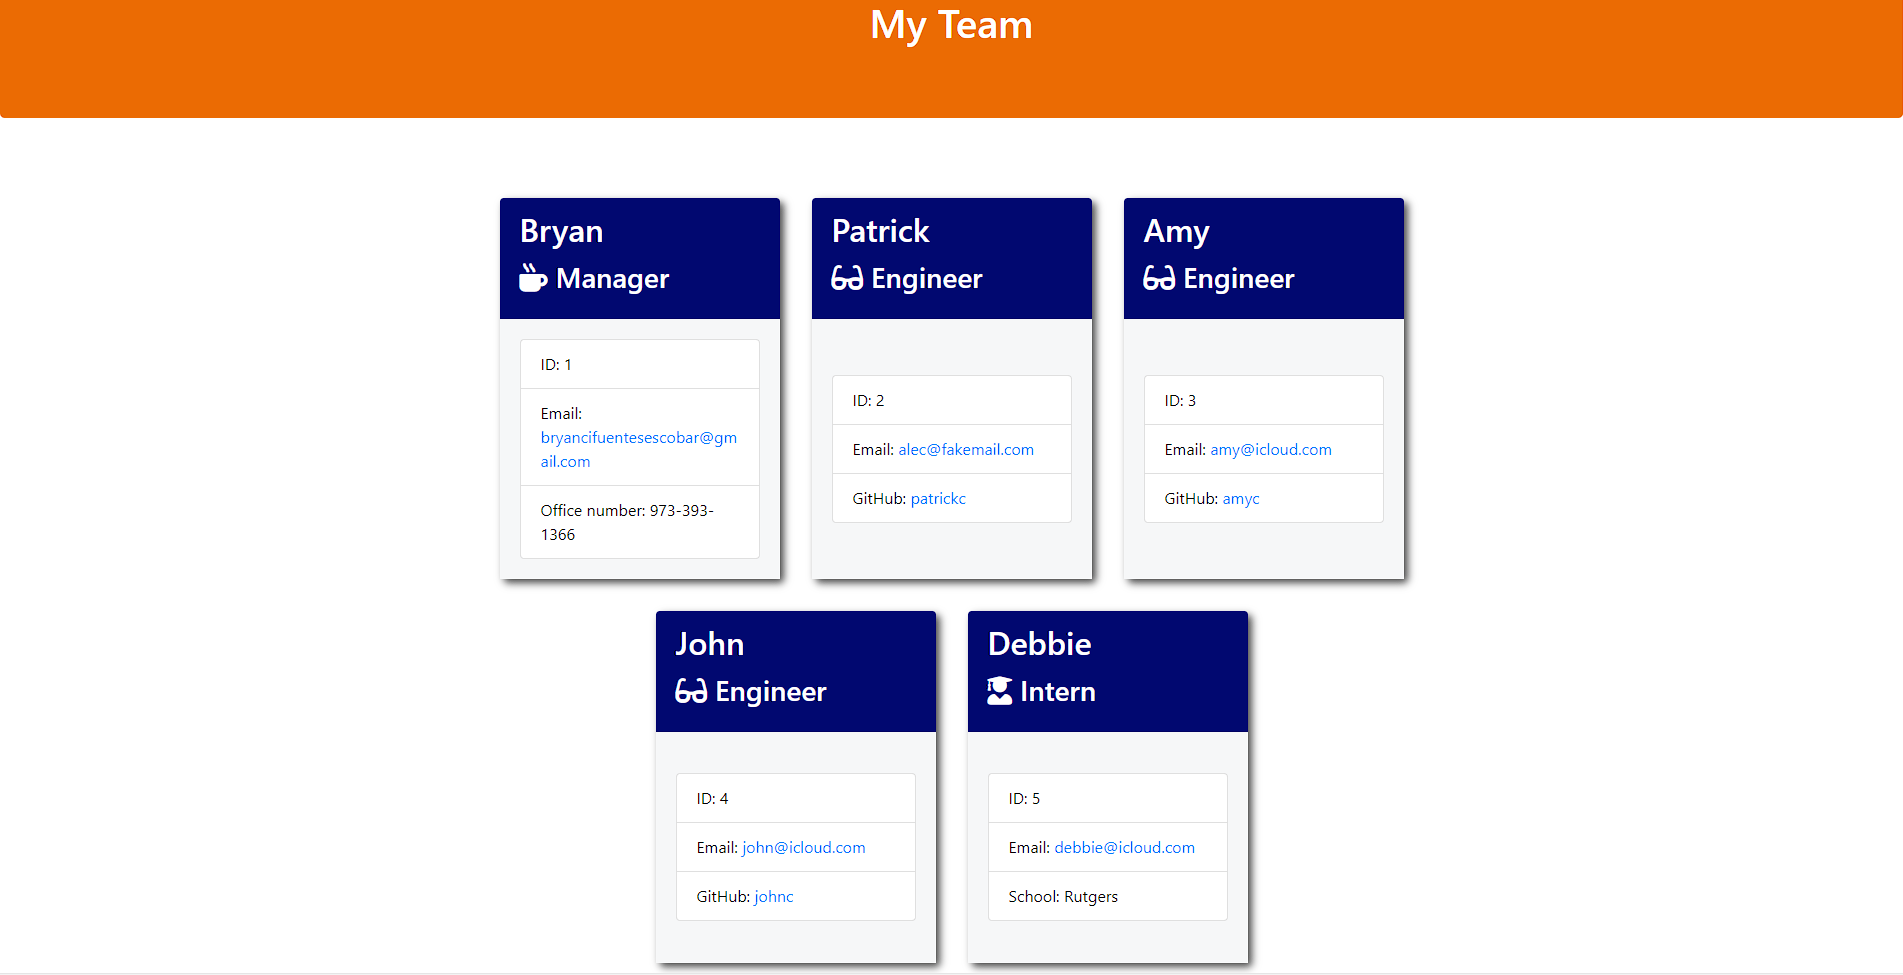 My Team
Bryan
Manager
ID: 1
Email:
bryancifuentesescobar@gm
ail.com
Office number: 973-393-
1366
Patrick
Engineer
ID: 2
Email: alec@fakemail.com
GitHub: patrickc
Amy
Engineer
ID: 3
Email: amy@icloud.com
GitHub: amyc
John
Engineer
ID: 4
Email: john@icloud.com
GitHub: johnc
Debbie
Intern
ID: 5
Email: debbie@icloud.com
School: Rutgers